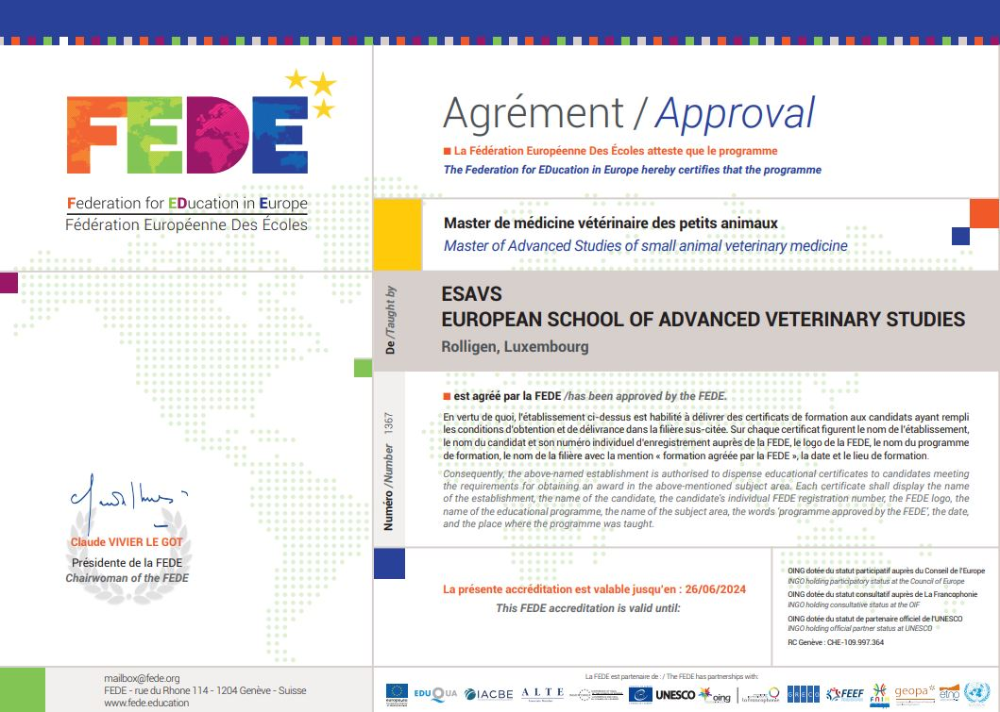 FEDE
Federation for EDucation in Europe
Fédération Européenne Des Écoles
Agrément / Approval
La Fédération Européenne Des Écoles atteste que le programme
The Federation for EDucation in Europe hereby certifies that the programme
Master de médicine vétérinaire des petits animaux
Master of Advanced Studies of small animal veterinary medicine
De /Taught by
ESAVS
EUROPEAN SCHOOL OF ADVANCED VETERINARY STUDIES
Rolligen, Luxembourg
Numéro /Number 1367
est agréé par la FEDE /has been approved by the FEDE.
En vertu de quoi, l'établissement ci-dessus est habilité à délivrer des certificats de formation aux candidats ayant rempli
les conditions d'obtention et de délivrance dans la filière sus-citée. Sur chaque certificat figurent le nom de l'établissement,
le nom du candidat et son numéro individuel d'enregistrement auprès de la FEDE, le logo de la FEDE, le nom du programme
de formation, le nom de la filière avec la mention « formation agréée par la FEDE », la date et le lieu de formation.
Consequently, the above-named establishment is authorised to dispense educational certificates to candidates meeting
the requirements for obtaining an award in the above-mentioned subject area. Each certificate shall display the name
of the establishment, the name of the candidate, the candidate's individual FEDE registration number, the FEDE logo, the
name of the educational programme, the name of the subject area, the words 'programme approved by the FEDE', the date,
and the place where the programme was taught.
Claude VIVIER LE GOT
Présidente de la FEDE
Chairwoman of the FEDE
La présente accréditation est valable jusqu'en : 26/06/2024
This FEDE accreditation is valid until:
OING dotée du statut participatif auprès du Conseil de l'Europe
INGO holding participatory status at the Council of Europe
OING dotée du statut consultatif auprès de La Francophonie
INGO holding consultative status at the OIF
OING dotée du statut de partenaire officiel de l'UNESCO
INGO holding official partner status at UNESCO
RC Genève : CHE-109.997.364
mailbox@fede.org
FEDE - rue du Rhone 114 - 1204 Genève - Suisse
www.fede.education
La FEDE est partenaire de : / The FEDE has partnerships with:
europass EDUQUA IACBE ALTE UNESCO oing la francophonie GRECO FEEF geopa etno